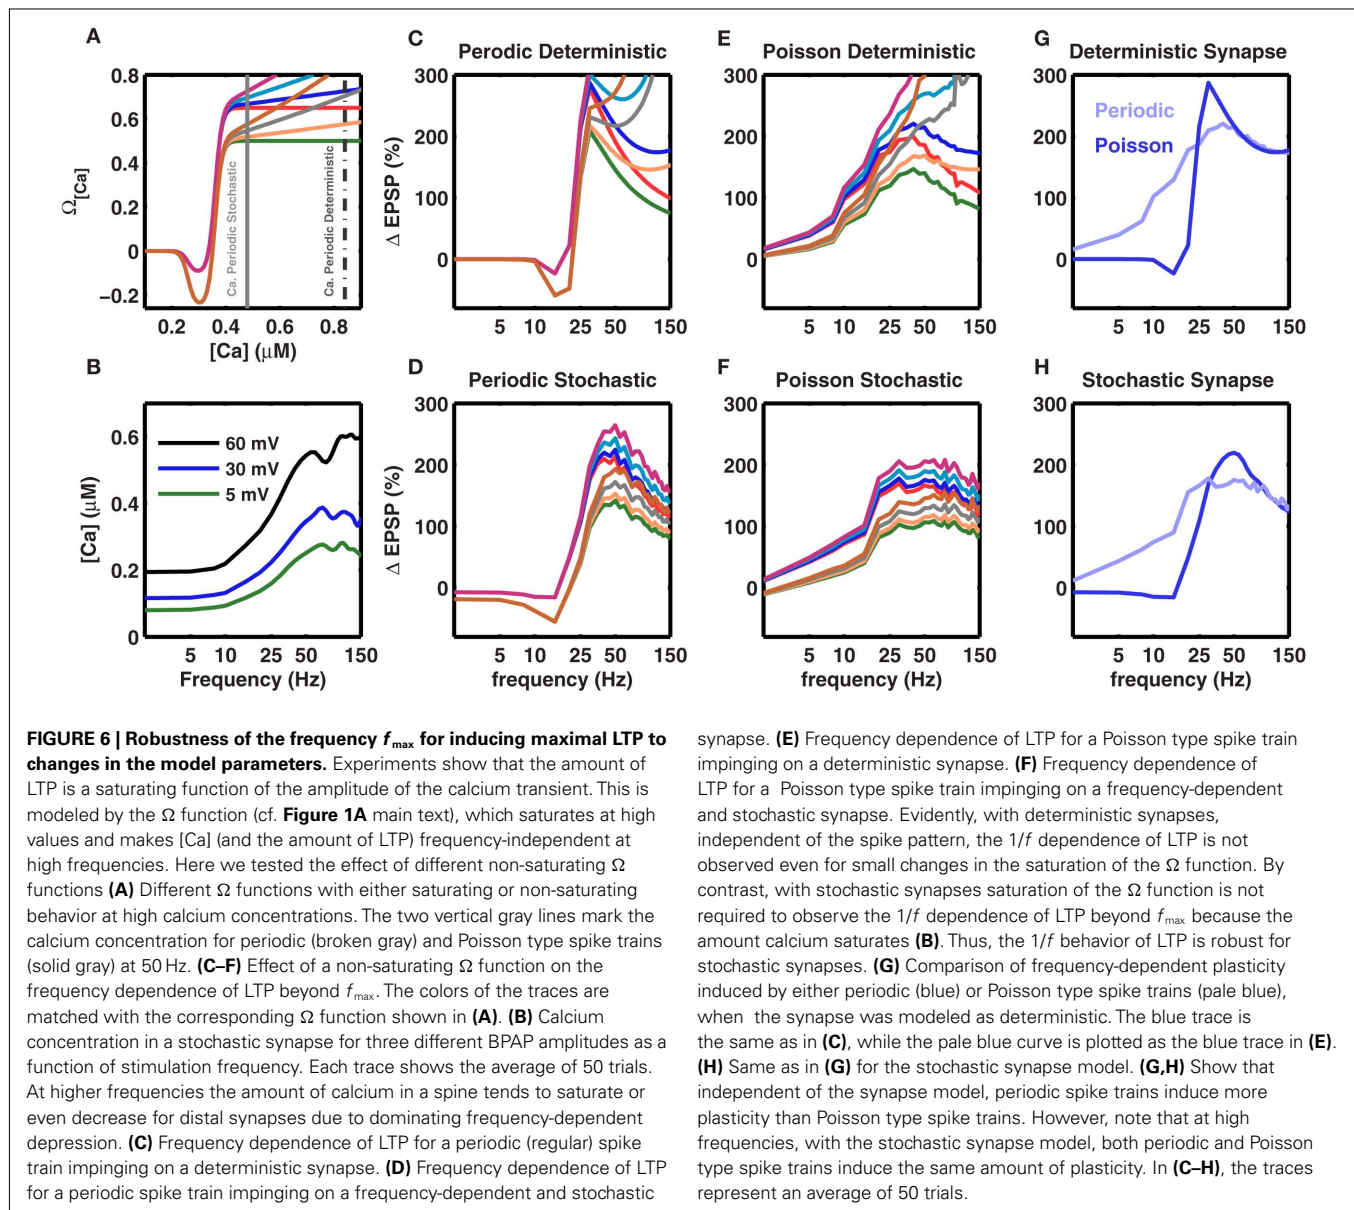 A
C
Perodic Deterministic
E
Poisson Deterministic
G
Deterministic Synapse
0.8
0.6
0.4
0.2
0
−0.2
Ω[Ca]
Ca. Periodic Stochastic
Ca. Periodic Deterministic
0.2 0.4 0.6 0.8
[Ca] (μM)
300
200
100
0
Δ EPSP (%)
5 10 25 50 150
300
200
100
0
5 10 25 50 150
300
200
100
0
Periodic
Poisson
5 10 25 50 150
B
D
Periodic Stochastic
F
Poisson Stochastic
H
Stochastic Synapse
0.6
0.4
0.2
0
[Ca] (μM)
60 mV
30 mV
5 mV
5 10 25 50 150
Frequency (Hz)
300
200
100
0
Δ EPSP (%)
5 10 25 50 150
frequency (Hz)
300
200
100
0
5 10 25 50 150
frequency (Hz)
300
200
100
0
5 10 25 50 150
frequency (Hz)
FIGURE 6 | Robustness of the frequency fmax for inducing maximal LTP to
changes in the model parameters. Experiments show that the amount of
LTP is a saturating function of the amplitude of the calcium transient. This is
modeled by the Ω function (cf. Figure 1A main text), which saturates at high
values and makes [Ca] (and the amount of LTP) frequency-independent at
high frequencies. Here we tested the effect of different non-saturating Ω
functions (A) Different Ω functions with either saturating or non-saturating
behavior at high calcium concentrations. The two vertical gray lines mark the
calcium concentration for periodic (broken gray) and Poisson type spike trains
(solid gray) at 50 Hz. (C–F) Effect of a non-saturating Ω function on the
frequency dependence of LTP beyond fmax. The colors of the traces are
matched with the corresponding Ω function shown in (A). (B) Calcium
concentration in a stochastic synapse for three different BPAP amplitudes as a
function of stimulation frequency. Each trace shows the average of 50 trials.
At higher frequencies the amount of calcium in a spine tends to saturate or
even decrease for distal synapses due to dominating frequency-dependent
depression. (C) Frequency dependence of LTP for a periodic (regular) spike
train impinging on a deterministic synapse. (D) Frequency dependence of LTP
for a periodic spike train impinging on a frequency-dependent and stochastic
synapse. (E) Frequency dependence of LTP for a Poisson type spike train
impinging on a deterministic synapse. (F) Frequency dependence of
LTP for a Poisson type spike train impinging on a frequency-dependent
and stochastic synapse. Evidently, with deterministic synapses,
independent of the spike pattern, the 1/f dependence of LTP is not
observed even for small changes in the saturation of the Ω function. By
contrast, with stochastic synapses saturation of the Ω function is not
required to observe the 1/f dependence of LTP beyond fmax because the
amount calcium saturates (B). Thus, the 1/f behavior of LTP is robust for
stochastic synapses. (G) Comparison of frequency-dependent plasticity
induced by either periodic (blue) or Poisson type spike trains (pale blue),
when the synapse was modeled as deterministic. The blue trace is
the same as in (C), while the pale blue curve is plotted as the blue trace in (E).
(H) Same as in (G) for the stochastic synapse model. (G,H) Show that
independent of the synapse model, periodic spike trains induce more
plasticity than Poisson type spike trains. However, note that at high
frequencies, with the stochastic synapse model, both periodic and Poisson
type spike trains induce the same amount of plasticity. In (C–H), the traces
represent an average of 50 trials.